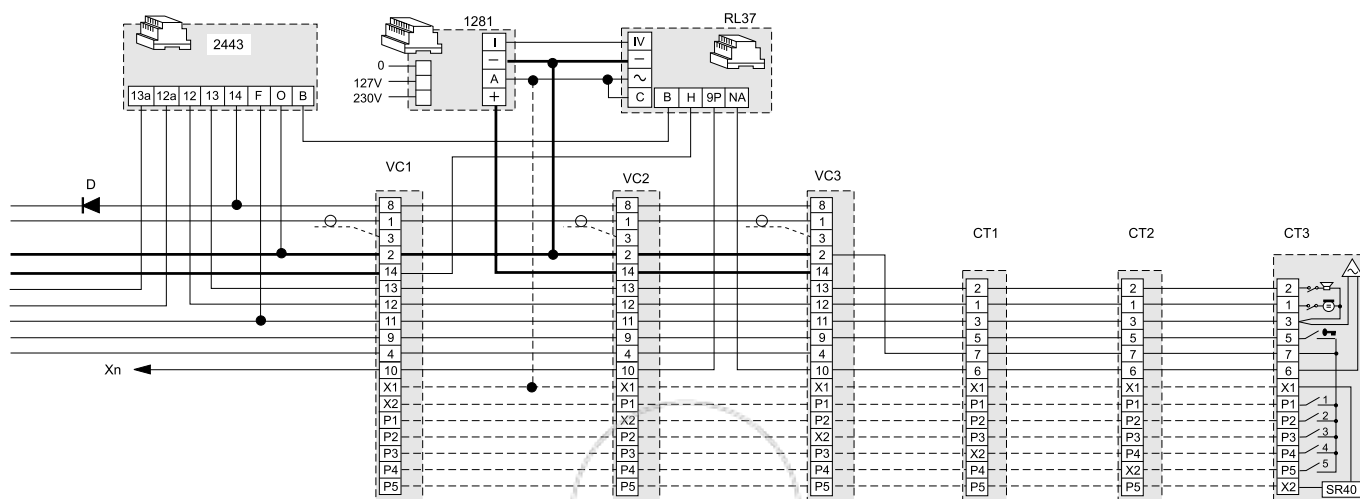 1281
RL37
2443
I
IV
0
−
−
127V
A
∼
230V
+
C
13a 12a 12 13 14 F O B
B H 9P NA
VC1
VC2
VC3
D
CT1
CT2
CT3
Xn
8
1
3
2
14
13
12
11
9
4
10
X1
X2
P1
P2
P3
P4
P5
8
1
3
2
14
13
12
11
9
4
10
X1
P1
X2
P2
P3
P4
P5
8
1
3
2
14
13
12
11
9
4
10
X1
P1
P2
X2
P3
P4
P5
2
1
3
5
7
6
X1
P1
P2
P3
X2
P4
P5
2
1
3
5
7
6
X1
P1
P2
P3
P4
X2
P5
2
1
3
5
7
6
X1
P1 1
P2 2
P3 3
P4 4
P5 5
X2 SR40